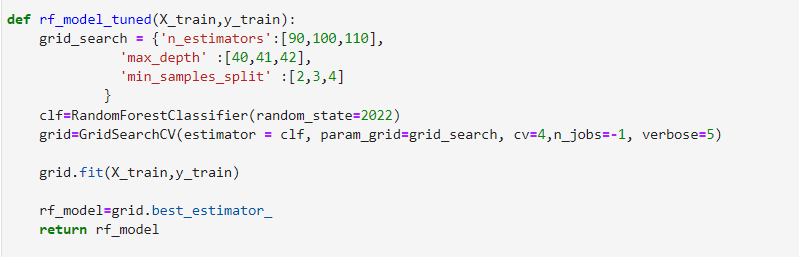 def rf_model_tuned(X_train,y_train):
    grid_search = {'n_estimators':[90,100,110],
              'max_depth' :[40,41,42],
              'min_samples_split' :[2,3,4]
            }
    clf=RandomForestClassifier(random_state=2022)
    grid=GridSearchCV(estimator = clf, param_grid=grid_search, cv=4,n_jobs=-1, verbose=5)
    grid.fit(X_train,y_train)
    rf_model=grid.best_estimator_
    return rf_model